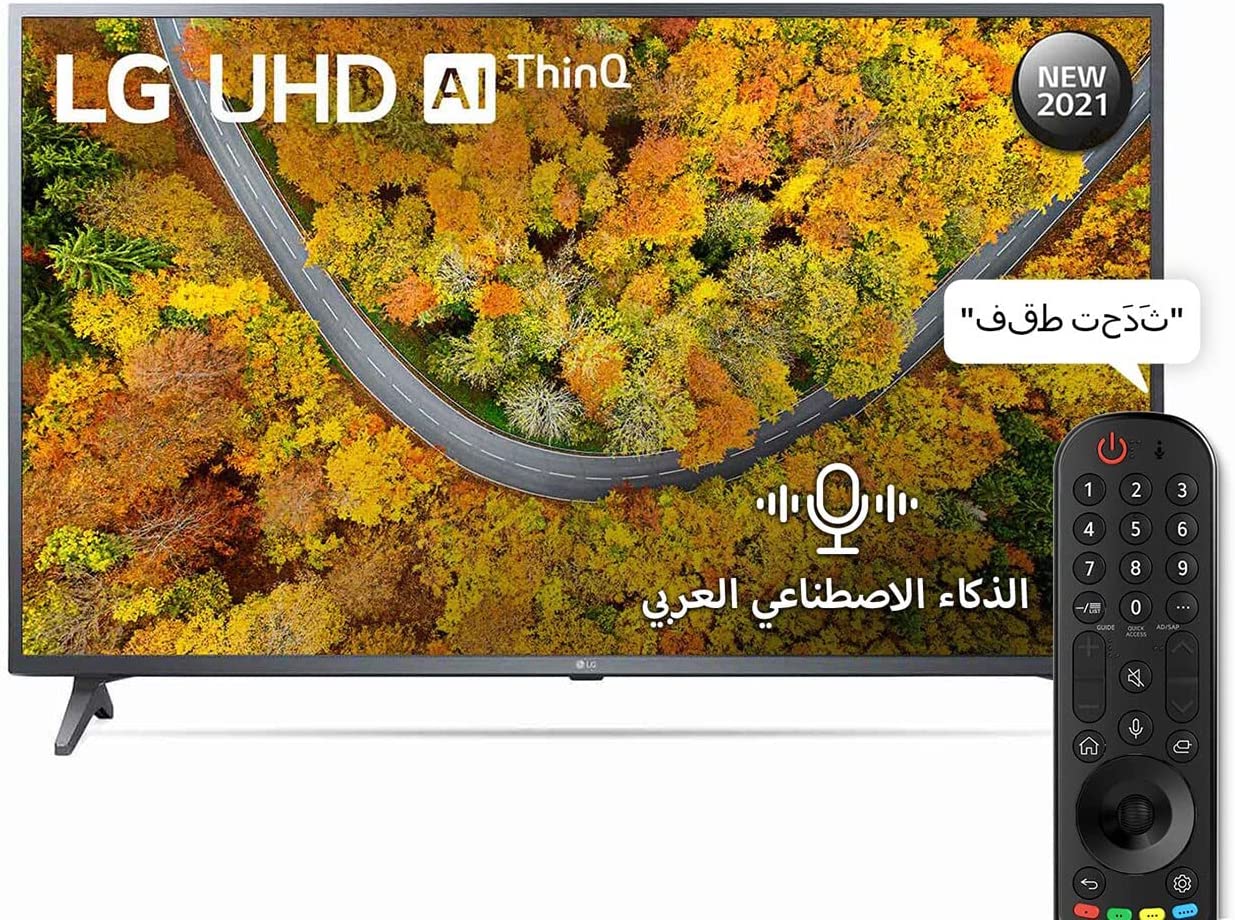 LG UHD AI ThinQ
NEW
2021
"ثَدَحت طقف"
الذكاء الاصطناعي العربي
LG
1 2 3
4 5 6
7 8 9
-/LIST 0 ...
GUIDE QUICK ACCESS AD/SAP